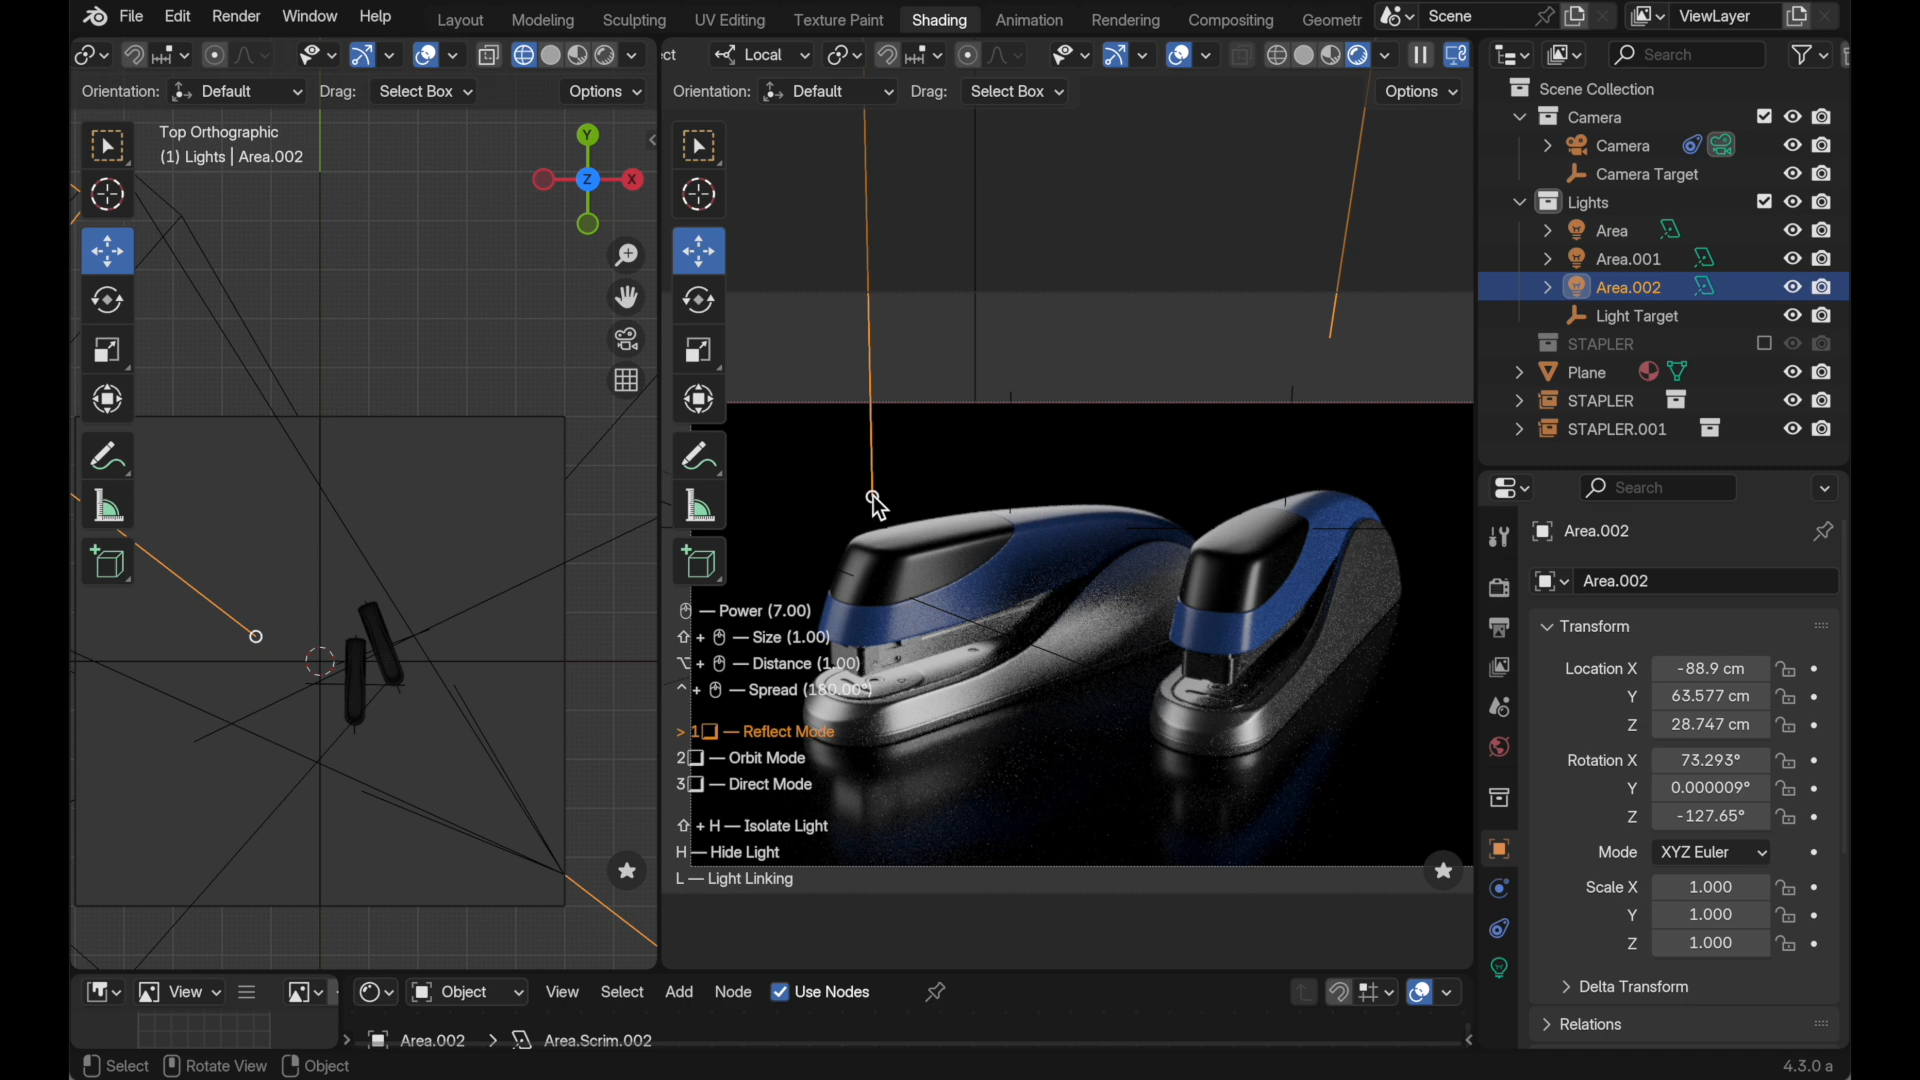 File Edit Render Window Help Layout Modeling Sculpting UV Editing Texture Paint Shading Animation Rendering Compositing Geometr Scene ViewLayer
ect Local Search
Orientation: Default Drag: Select Box Options
Orientation: Default Drag: Select Box Options
Top Orthographic
(1) Lights | Area.002
Y
Z
X
— Power (7.00)
+ — Size (1.00)
+ — Distance (1.00)
+ — Spread (180.00°)
> 1 — Reflect Mode
2 — Orbit Mode
3 — Direct Mode
+ H — Isolate Light
H — Hide Light
L — Light Linking
Scene Collection
Camera
Camera
Camera Target
Lights
Area
Area.001
Area.002
Light Target
STAPLER
Plane
STAPLER
STAPLER.001
Search
Area.002
Area.002
Transform
Location X -88.9 cm
Y 63.577 cm
Z 28.747 cm
Rotation X 73.293°
Y 0.000009°
Z -127.65°
Mode XYZ Euler
Scale X 1.000
Y 1.000
Z 1.000
Delta Transform
Relations
View Object View Select Add Node Use Nodes
Area.002 > Area.Scrim.002
Select Rotate View Object 4.3.0 a